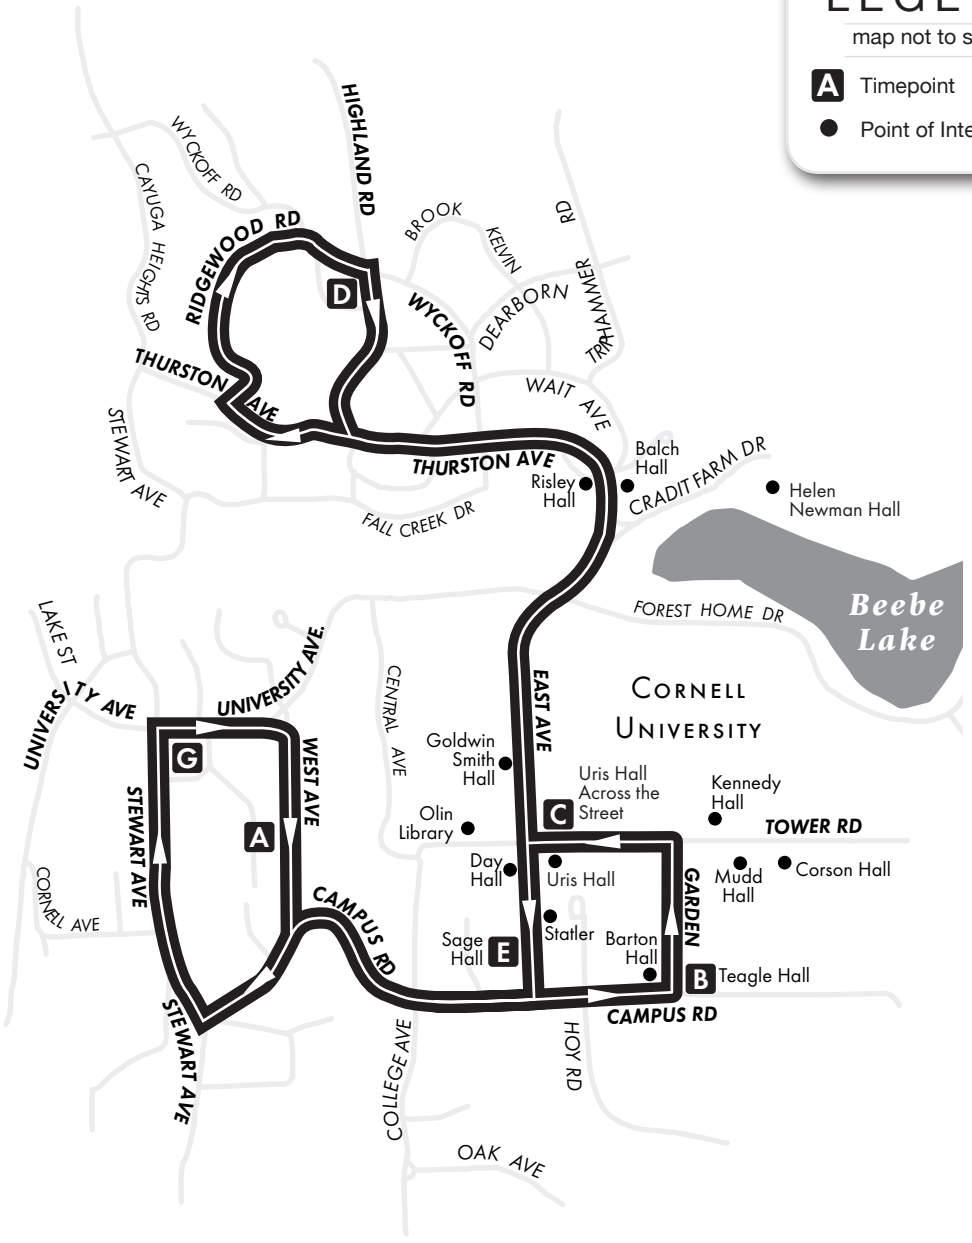 map not to s
A Timepoint
Point of Inte
HIGHLAND RD
WYCKOFF RD
CAYUGA HEIGHTS RD
RIDGEWOOD RD
BROOK
KELVIN
TRIPHAMMER RD
D
WYCKOFF RD
DEARBORN
THURSTON AVE
WAIT AVE
STEWART AVE
THURSTON AVE
Balch
Hall
Risley
Hall
CRADIT FARM DR
Helen
Newman Hall
FALL CREEK DR
Beebe
Lake
FOREST HOME DR
LAKE ST
UNIVERSITY AVE
UNIVERSITY AVE.
CENTRAL AVE
EAST AVE
CORNELL
UNIVERSITY
G
WEST AVE
Goldwin
Smith
Hall
Uris Hall
Across the
Street
C
Kennedy
Hall
STEWART AVE
A
Olin
Library
TOWER RD
Day
Hall
Uris Hall
Mudd
Hall
Corson Hall
CORNELL AVE
CAMPUS RD
GARDEN
Statler
Sage
Hall
E
Barton
Hall
B Teagle Hall
STEWART AVE
CAMPUS RD
COLLEGE AVE
HOY RD
OAK AVE